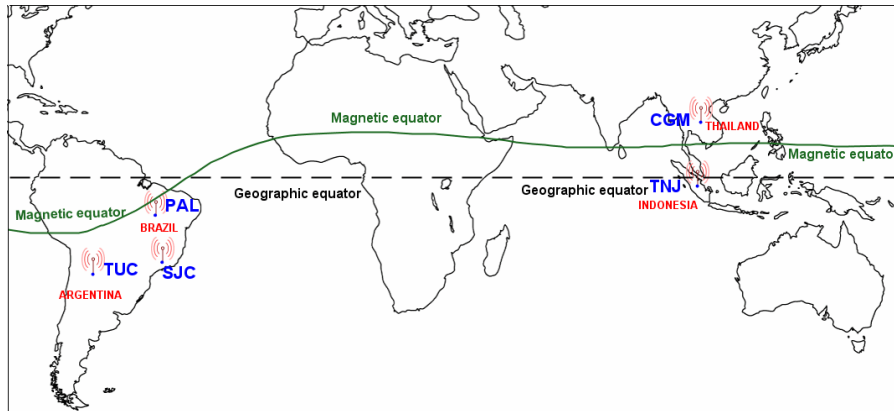 Magnetic equator
CGM
THAILAND
Magnetic equato
Geographic equator
Geographic equator
TNJ
INDONESIA
PAL
Magnetic equator
BRAZIL
TUC
SJC
ARGENTINA